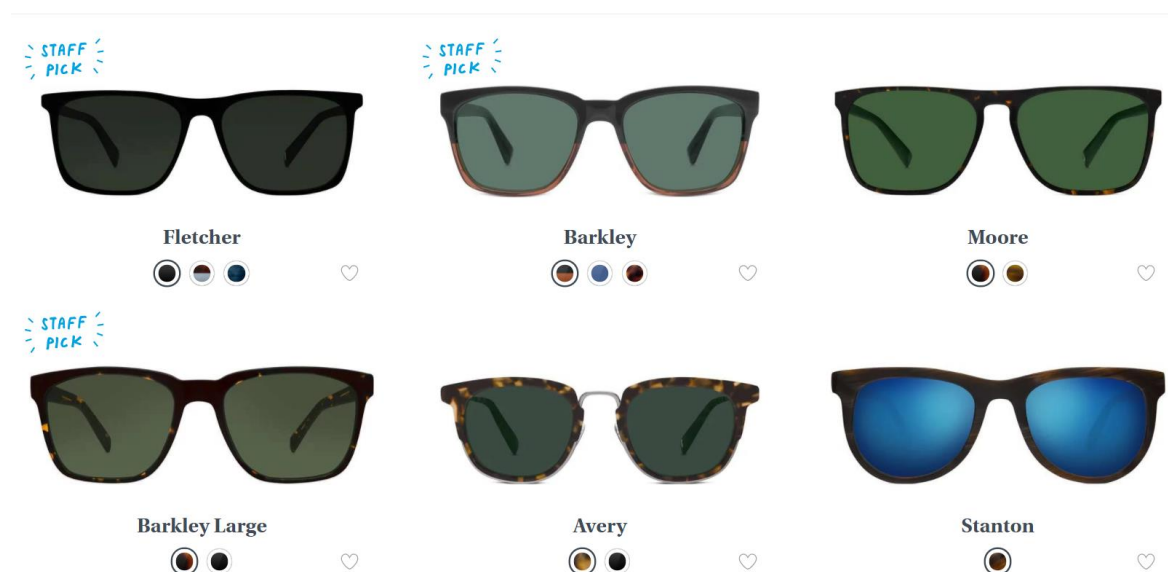 STAFF
PICK
STAFF
PICK
Fletcher
Barkley
Moore
STAFF
PICK
Barkley Large
Avery
Stanton